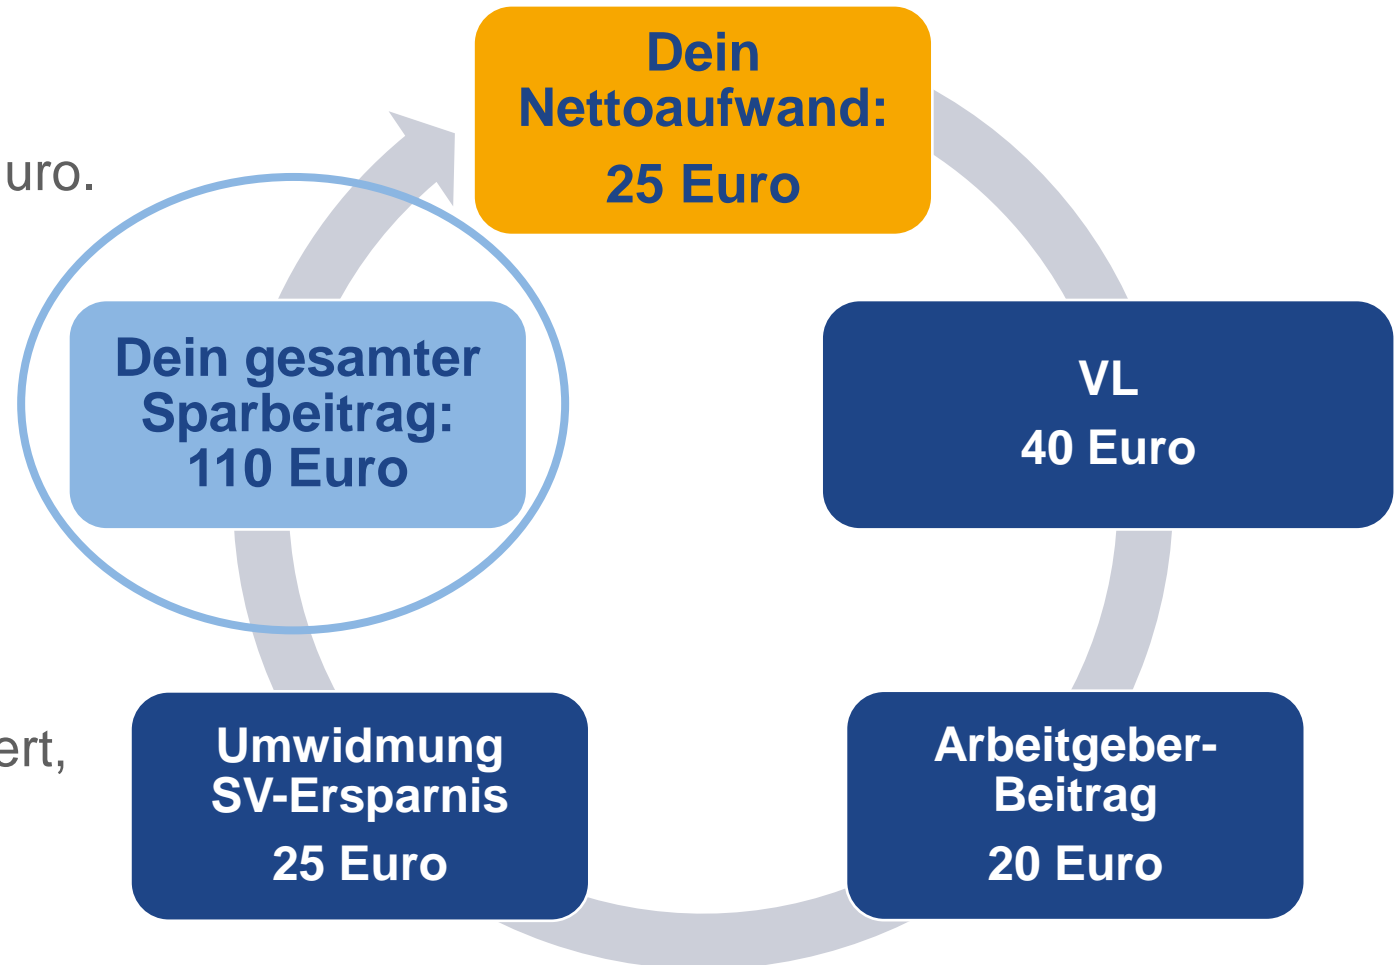 Dein
Nettoaufwand:
25 Euro
uro.
VL
40 Euro
Dein gesamter
Sparbeitrag:
110 Euro
Arbeitgeber-
Beitrag
20 Euro
Umwidmung
SV-Ersparnis
25 Euro
ert,